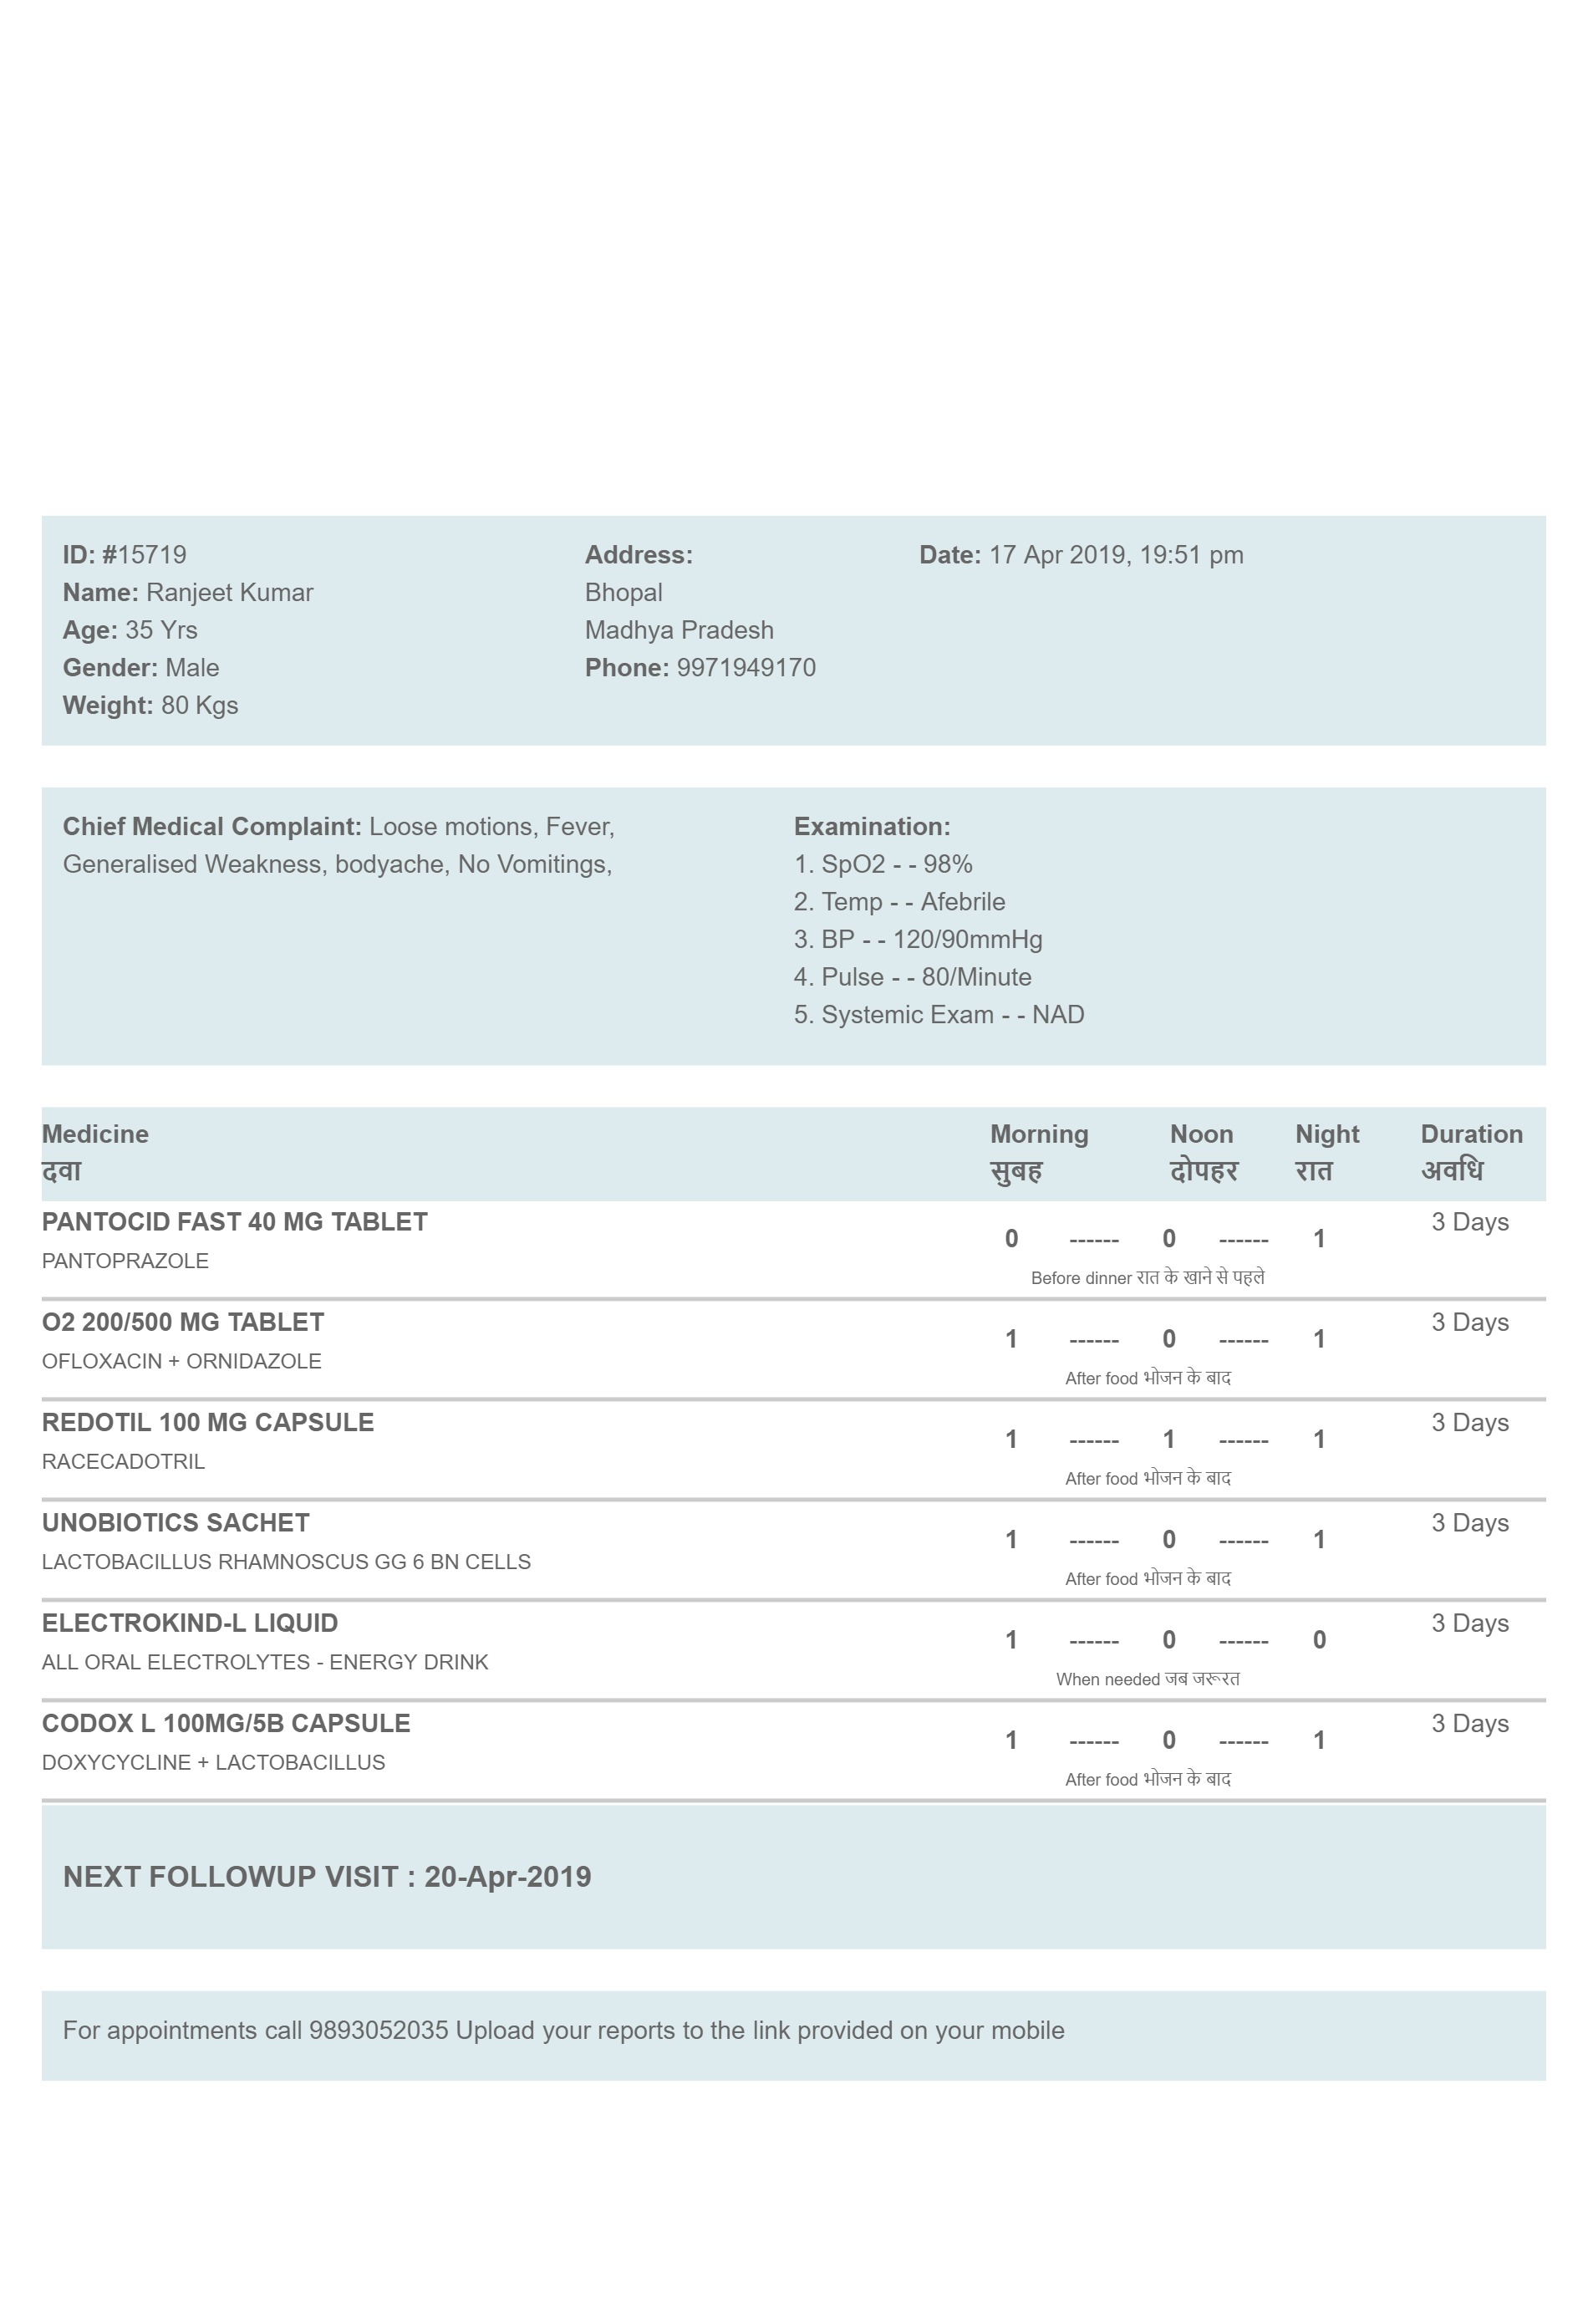 ID: #15719
Name: Ranjeet Kumar
Age: 35 Yrs
Gender: Male
Weight: 80 Kgs
Address:
Bhopal
Madhya Pradesh
Phone: 9971949170
Date: 17 Apr 2019, 19:51 pm
Chief Medical Complaint: Loose motions, Fever,
Generalised Weakness, bodyache, No Vomitings,
Examination:
1. SpO2 - - 98%
2. Temp - - Afebrile
3. BP - - 120/90mmHg
4. Pulse - - 80/Minute
5. Systemic Exam - - NAD
Medicine Morning Noon Night Duration
दवा सुबह दोपहर रात अवधि
PANTOCID FAST 40 MG TABLET 3 Days
0 ------ 0 ------ 1
PANTOPRAZOLE
Before dinner रात के खाने से पहले
O2 200/500 MG TABLET 3 Days
1 ------ 0 ------ 1
OFLOXACIN + ORNIDAZOLE
After food भोजन के बाद
REDOTIL 100 MG CAPSULE 3 Days
1 ------ 1 ------ 1
RACECADOTRIL
After food भोजन के बाद
UNOBIOTICS SACHET 3 Days
1 ------ 0 ------ 1
LACTOBACILLUS RHAMNOSCUS GG 6 BN CELLS
After food भोजन के बाद
ELECTROKIND-L LIQUID 3 Days
1 ------ 0 ------ 0
ALL ORAL ELECTROLYTES - ENERGY DRINK
When needed जब जरूरत
CODOX L 100MG/5B CAPSULE 3 Days
1 ------ 0 ------ 1
DOXYCYCLINE + LACTOBACILLUS
After food भोजन के बाद
NEXT FOLLOWUP VISIT : 20-Apr-2019
For appointments call 9893052035 Upload your reports to the link provided on your mobile